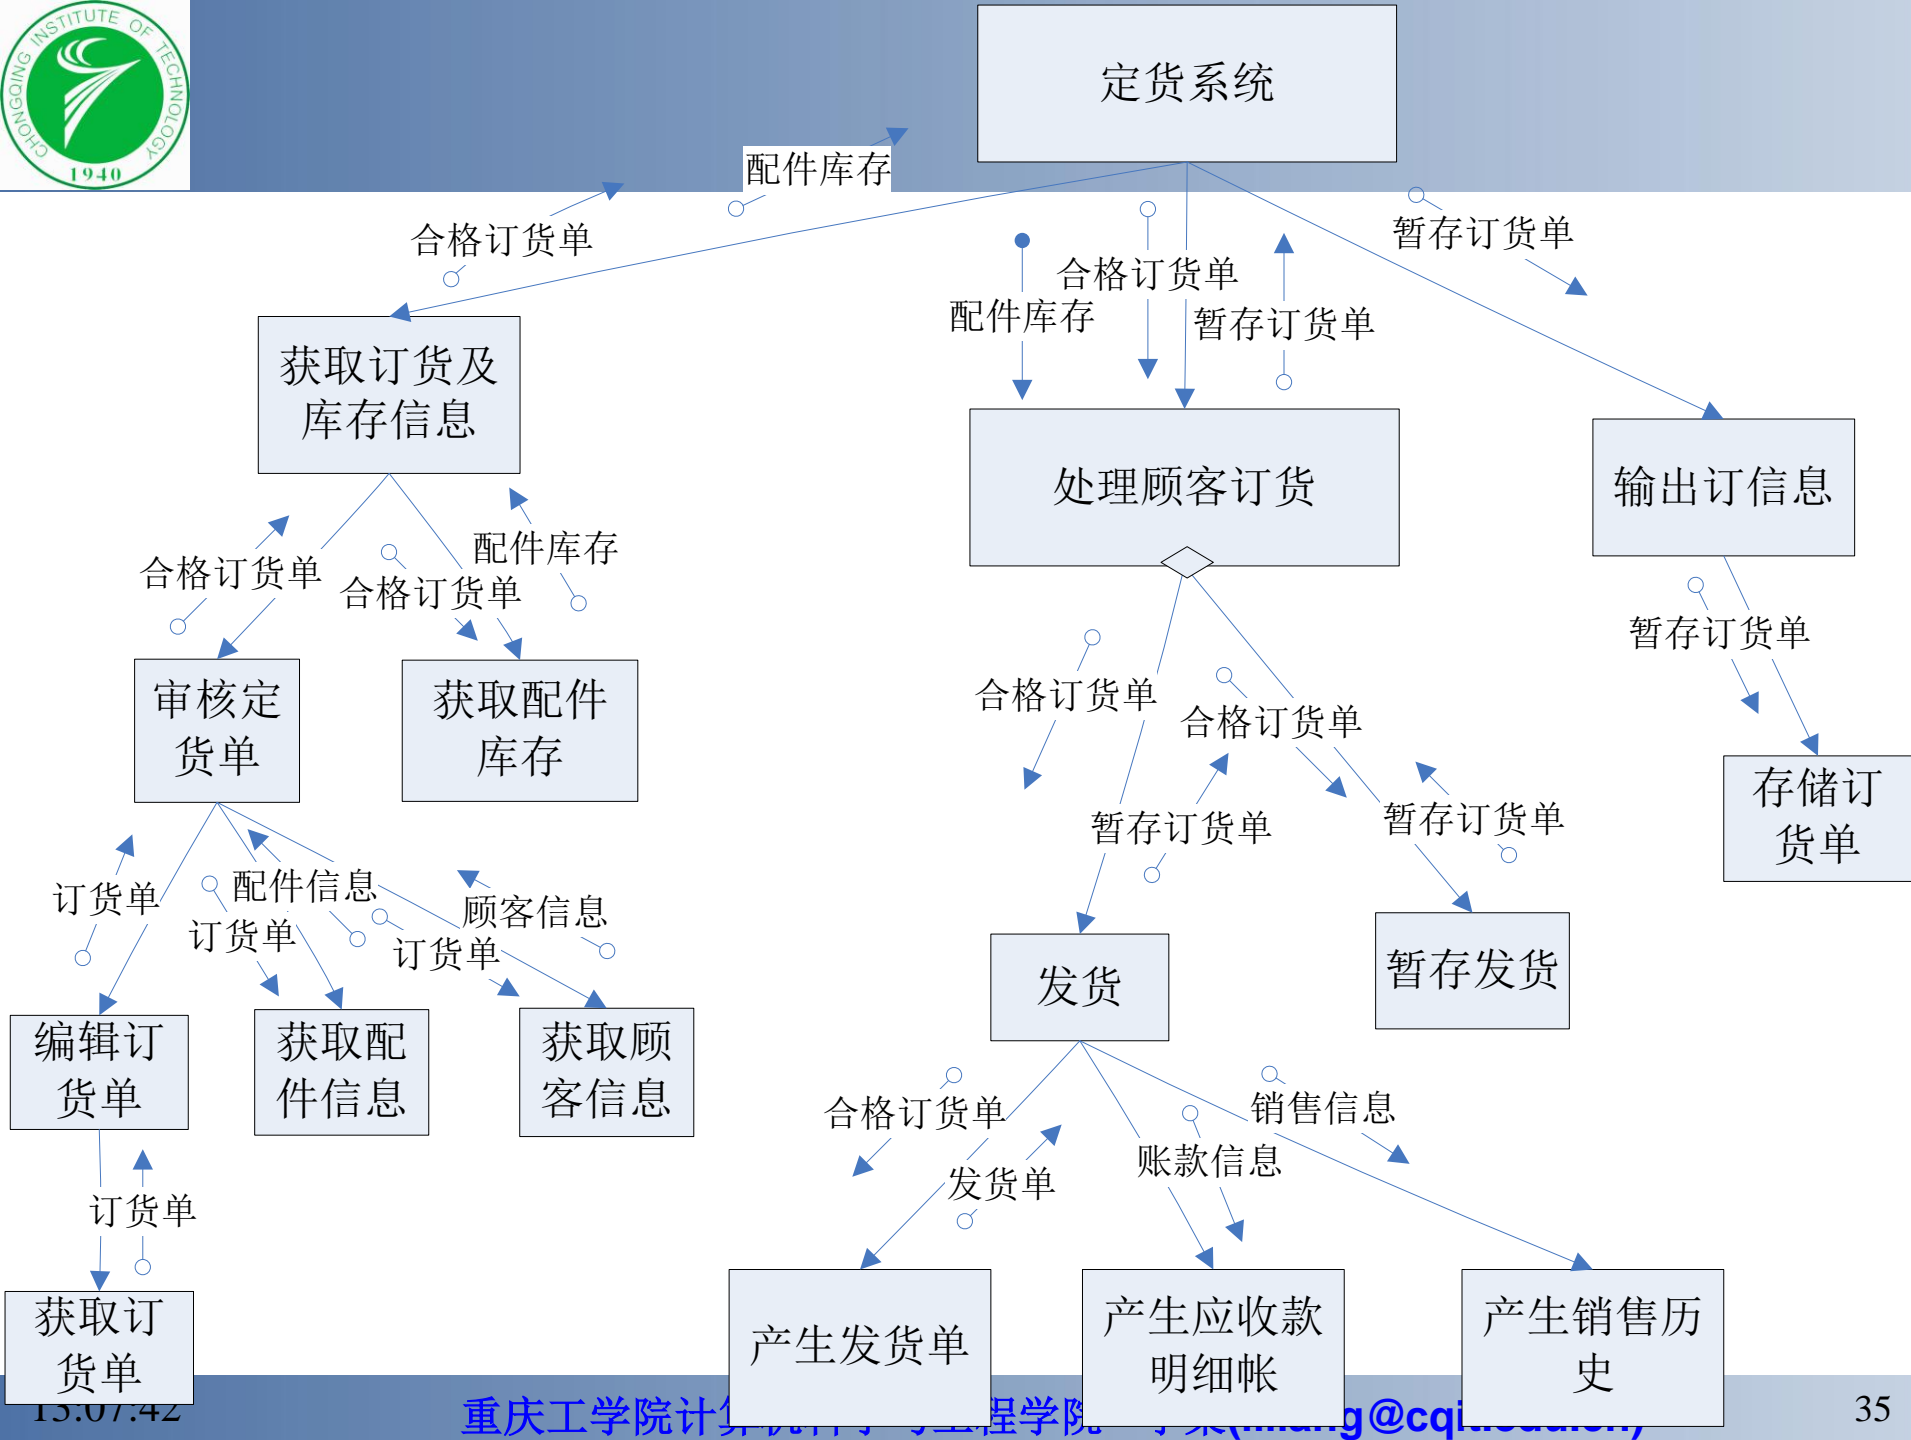 CHONGQING INSTITUTE OF TECHNOLOGY
1940
定货系统
配件库存
合格订货单
暂存订货单
合格订货单
配件库存
暂存订货单
获取订货及
库存信息
处理顾客订货
输出订信息
合格订货单
配件库存
合格订货单
暂存订货单
审核定
货单
获取配件
库存
合格订货单
合格订货单
存储订
货单
暂存订货单
暂存订货单
订货单
配件信息
订货单
顾客信息
订货单
发货
暂存发货
编辑订
货单
获取配
件信息
获取顾
客信息
合格订货单
发货单
账款信息
销售信息
订货单
获取订
货单
产生发货单
产生应收款
明细帐
产生销售历
史
13:07:42
重庆工学院计
程学院
35